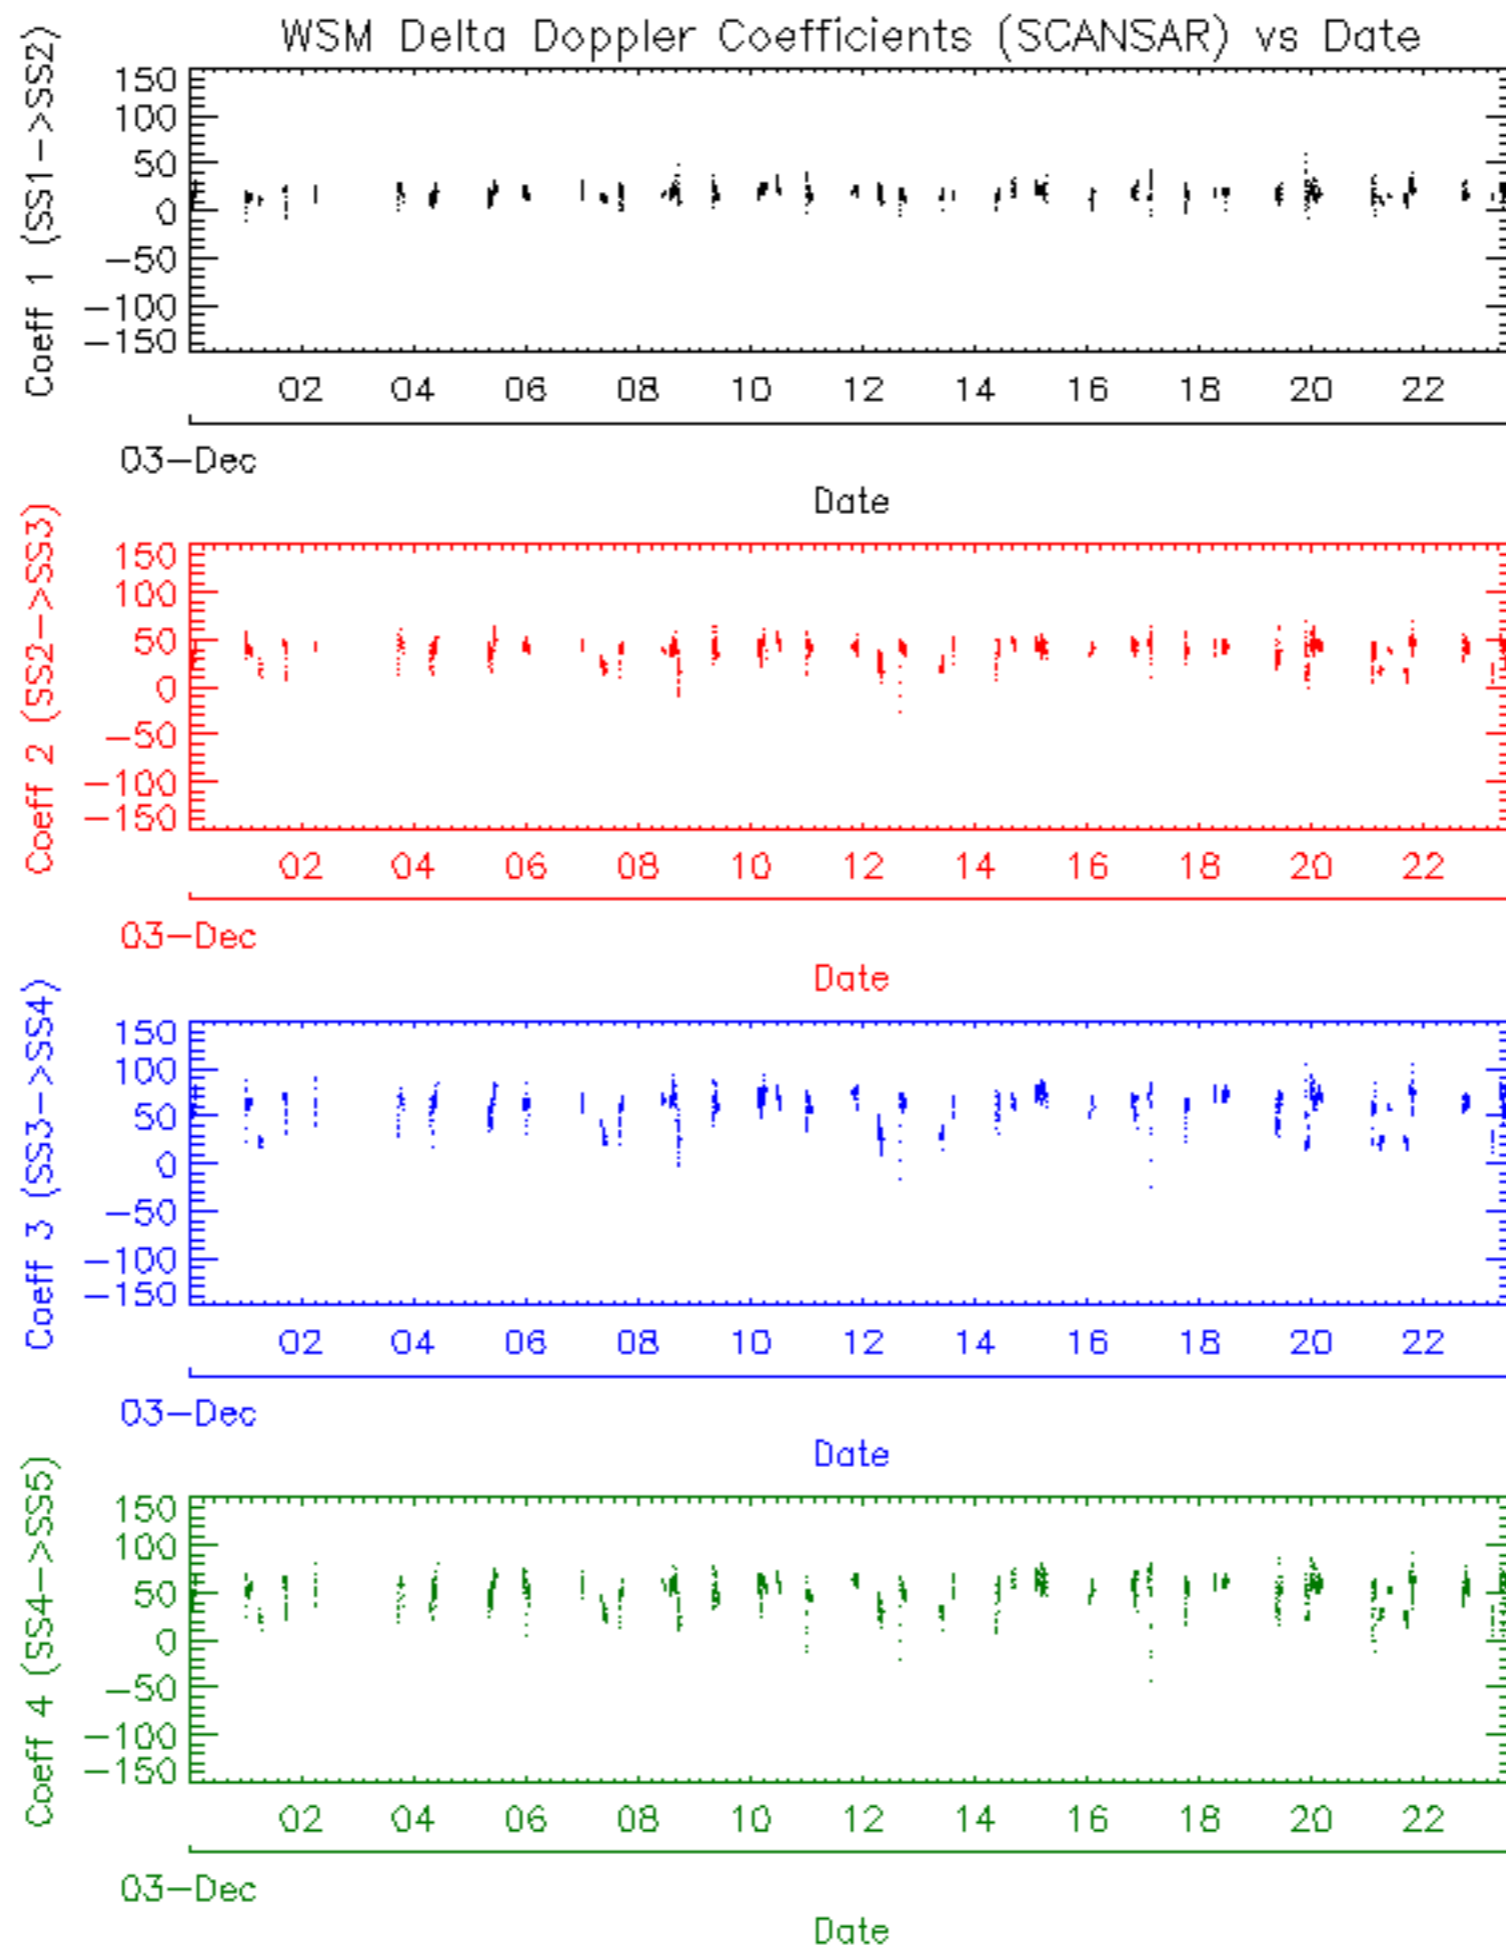 WSM Delta Doppler Coefficients (SCANSAR) vs Date
Coeff 1 (SS1->SS2)
150
100
50
0
-50
-100
-150
02 04 06 08 10 12 14 16 18 20 22
03-Dec
Date
Coeff 2 (SS2->SS3)
150
100
50
0
-50
-100
-150
02 04 06 08 10 12 14 16 18 20 22
03-Dec
Date
Coeff 3 (SS3->SS4)
150
100
50
0
-50
-100
-150
02 04 06 08 10 12 14 16 18 20 22
03-Dec
Date
Coeff 4 (SS4->SS5)
150
100
50
0
-50
-100
-150
02 04 06 08 10 12 14 16 18 20 22
03-Dec
Date